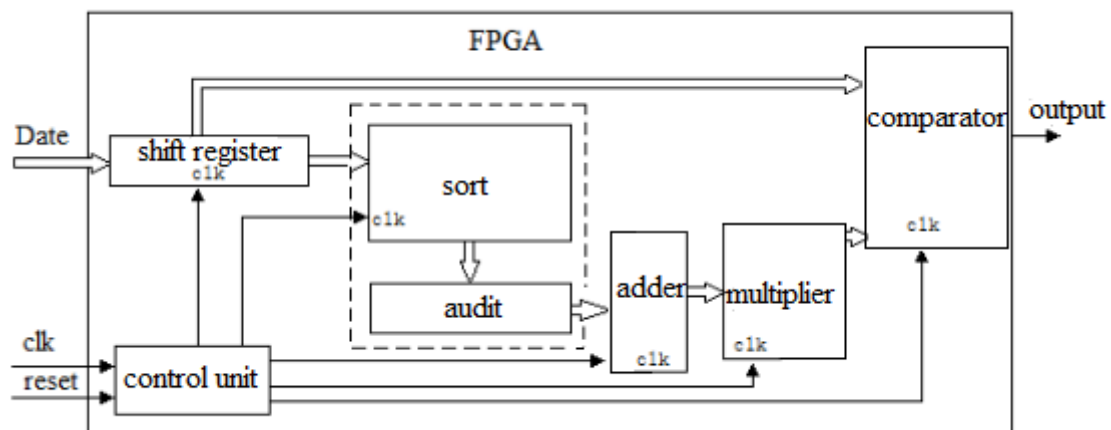 FPGA
Date
shift register
clk
comparator
output
sort
clk
clk
adder
multiplier
audit
clk
clk
clk
reset
control unit